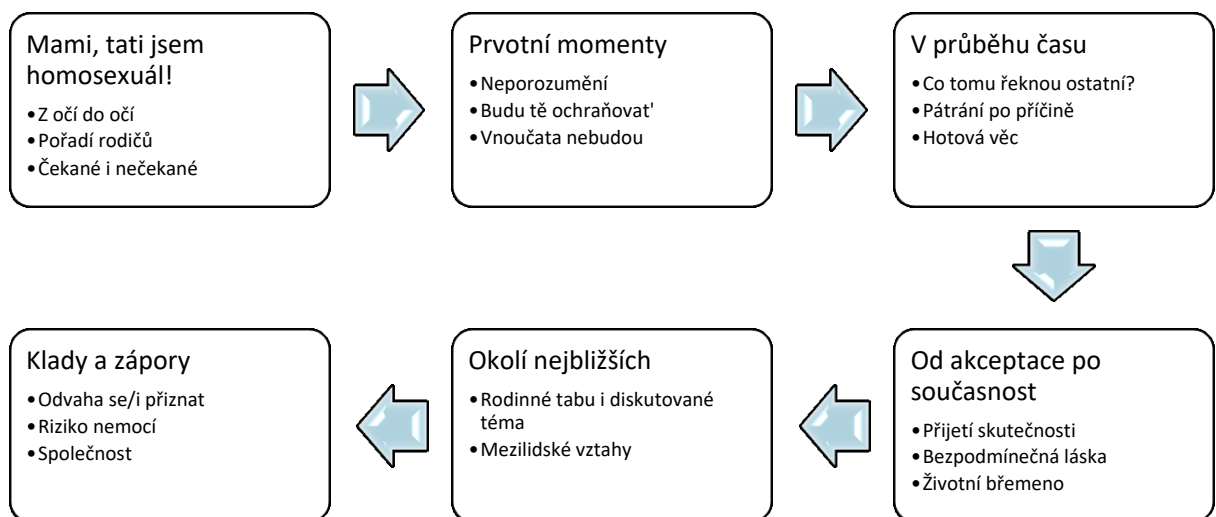 Mami, tati jsem
homosexuál!
•Z očí do očí
•Pořadí rodičů
•Čekané i nečekané
Prvotní momenty
•Neporozumění
•Budu tě ochraňovat'
•Vnoučata nebudou
V průběhu času
•Co tomu řeknou ostatní?
•Pátrání po příčině
•Hotová věc
Od akceptace po
současnost
•Přijetí skutečnosti
•Bezpodmínečná láska
•Životní břemeno
Okolí nejbližších
•Rodinné tabu i diskutované
téma
•Mezilidské vztahy
Klady a zápory
•Odvaha se/i přiznat
•Riziko nemocí
•Společnost